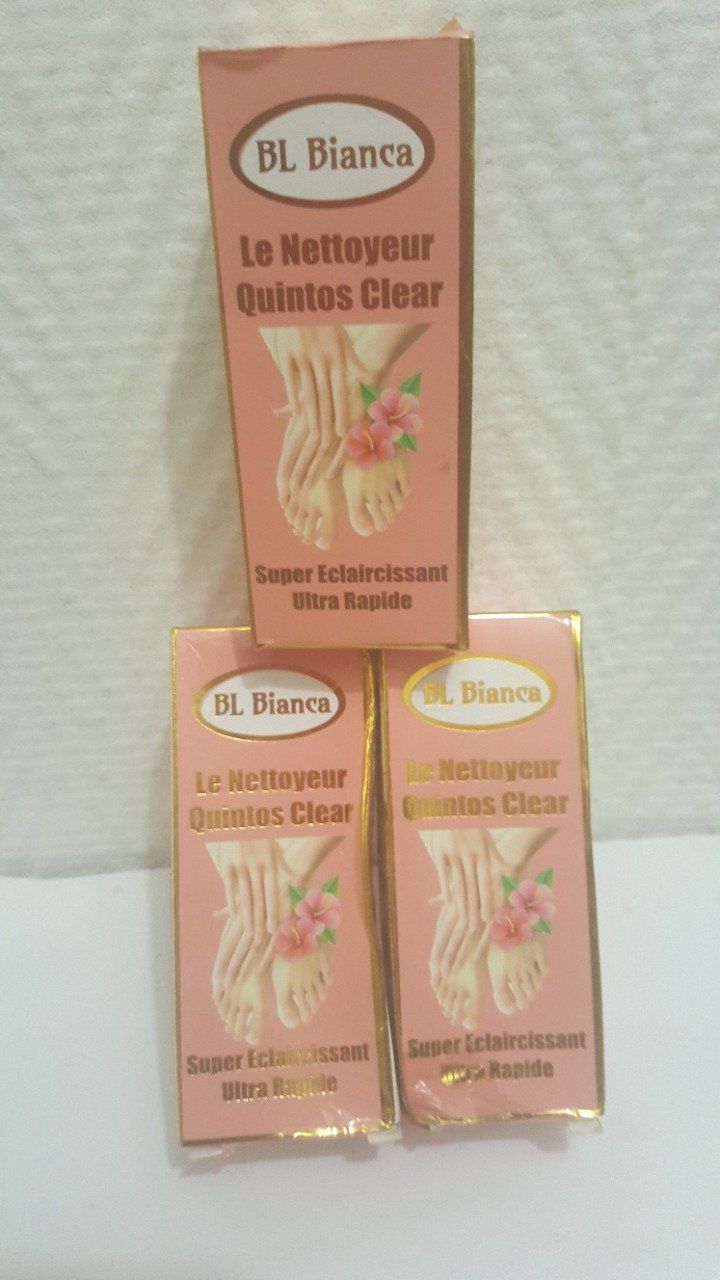 BL Bianca
Le Nettoyeur
Quintos Clear
Super Eclaircissant
Ultra Rapide
BL Bianca
Le Nettoyeur
Quintos Clear
Super Eclaircissant
Ultra Rapide
BL Bianca
Le Nettoyeur
Quintos Clear
Super Eclaircissant
Ultra Rapide